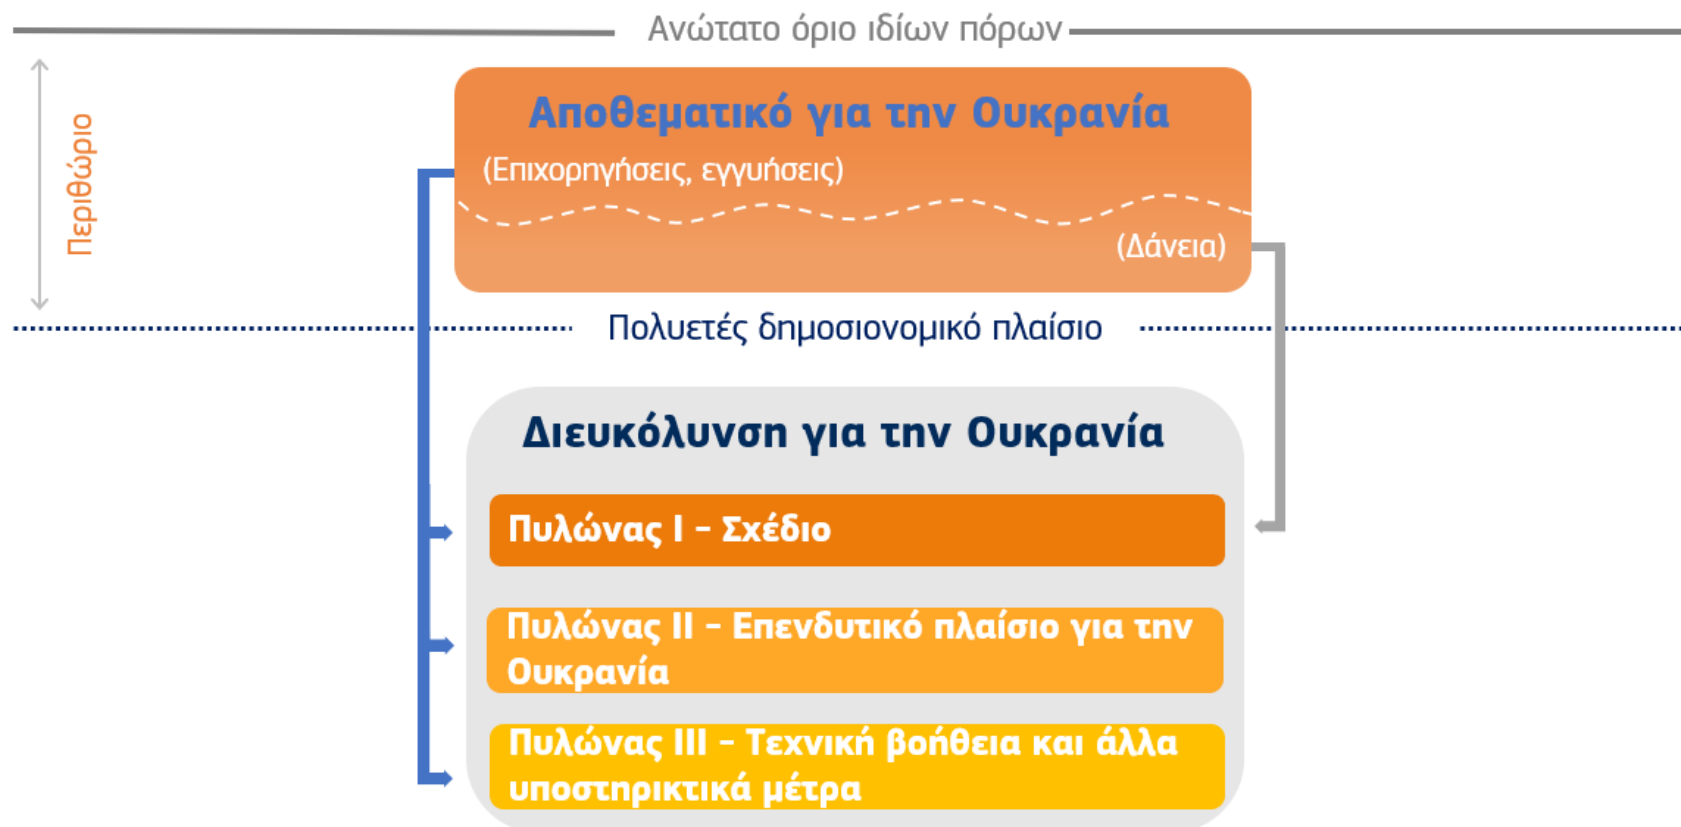 Ανώτατο όριο ιδίων πόρων
Περιθώριο
Αποθεματικό για την Ουκρανία
(Επιχορηγήσεις, εγγυήσεις)
(Δάνεια)
Πολυετές δημοσιονομικό πλαίσιο
Διευκόλυνση για την Ουκρανία
Πυλώνας I – Σχέδιο
Πυλώνας II – Επενδυτικό πλαίσιο για την
Ουκρανία
Πυλώνας III – Τεχνική βοήθεια και άλλα
υποστηρικτικά μέτρα